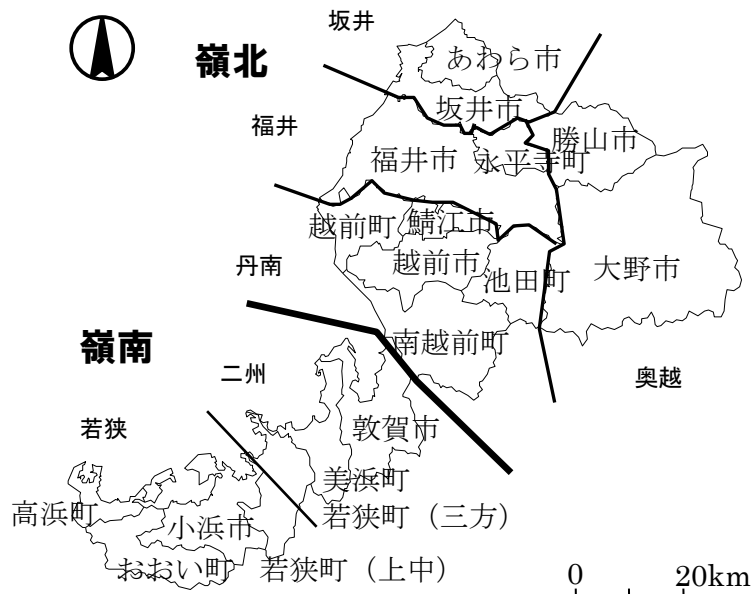 坂井
嶺北
あわら市
坂井市
福井
勝山市
福井市
永平寺町
越前町
鯖江市
丹南
越前市
池田町
大野市
嶺南
南越前町
二州
奥越
若狭
敦賀市
美浜町
高浜町
小浜市
若狭町（三方）
おおい町
若狭町（上中）
0
20km